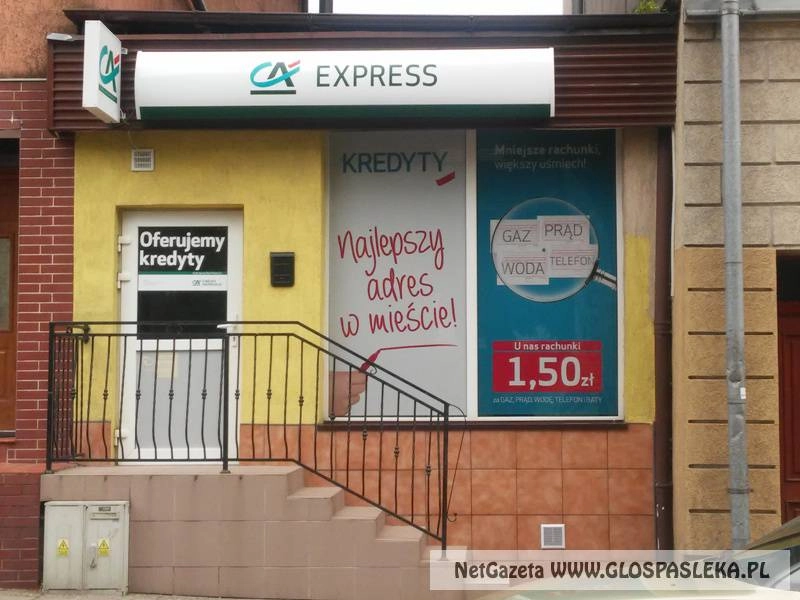 CA EXPRESS
KREDYTY
Najlepszy
adres
w mieście!
Mniejsze rachunki,
większy uśmiech!
GAZ
PRĄD
WODA
TELEFON
U nas rachunki
1,50zł
za GAZ, PRĄD, WODĘ, TELEFON I RATY
Oferujemy
kredyty
NetGazeta WWW.GLOSPASLEKA.PL